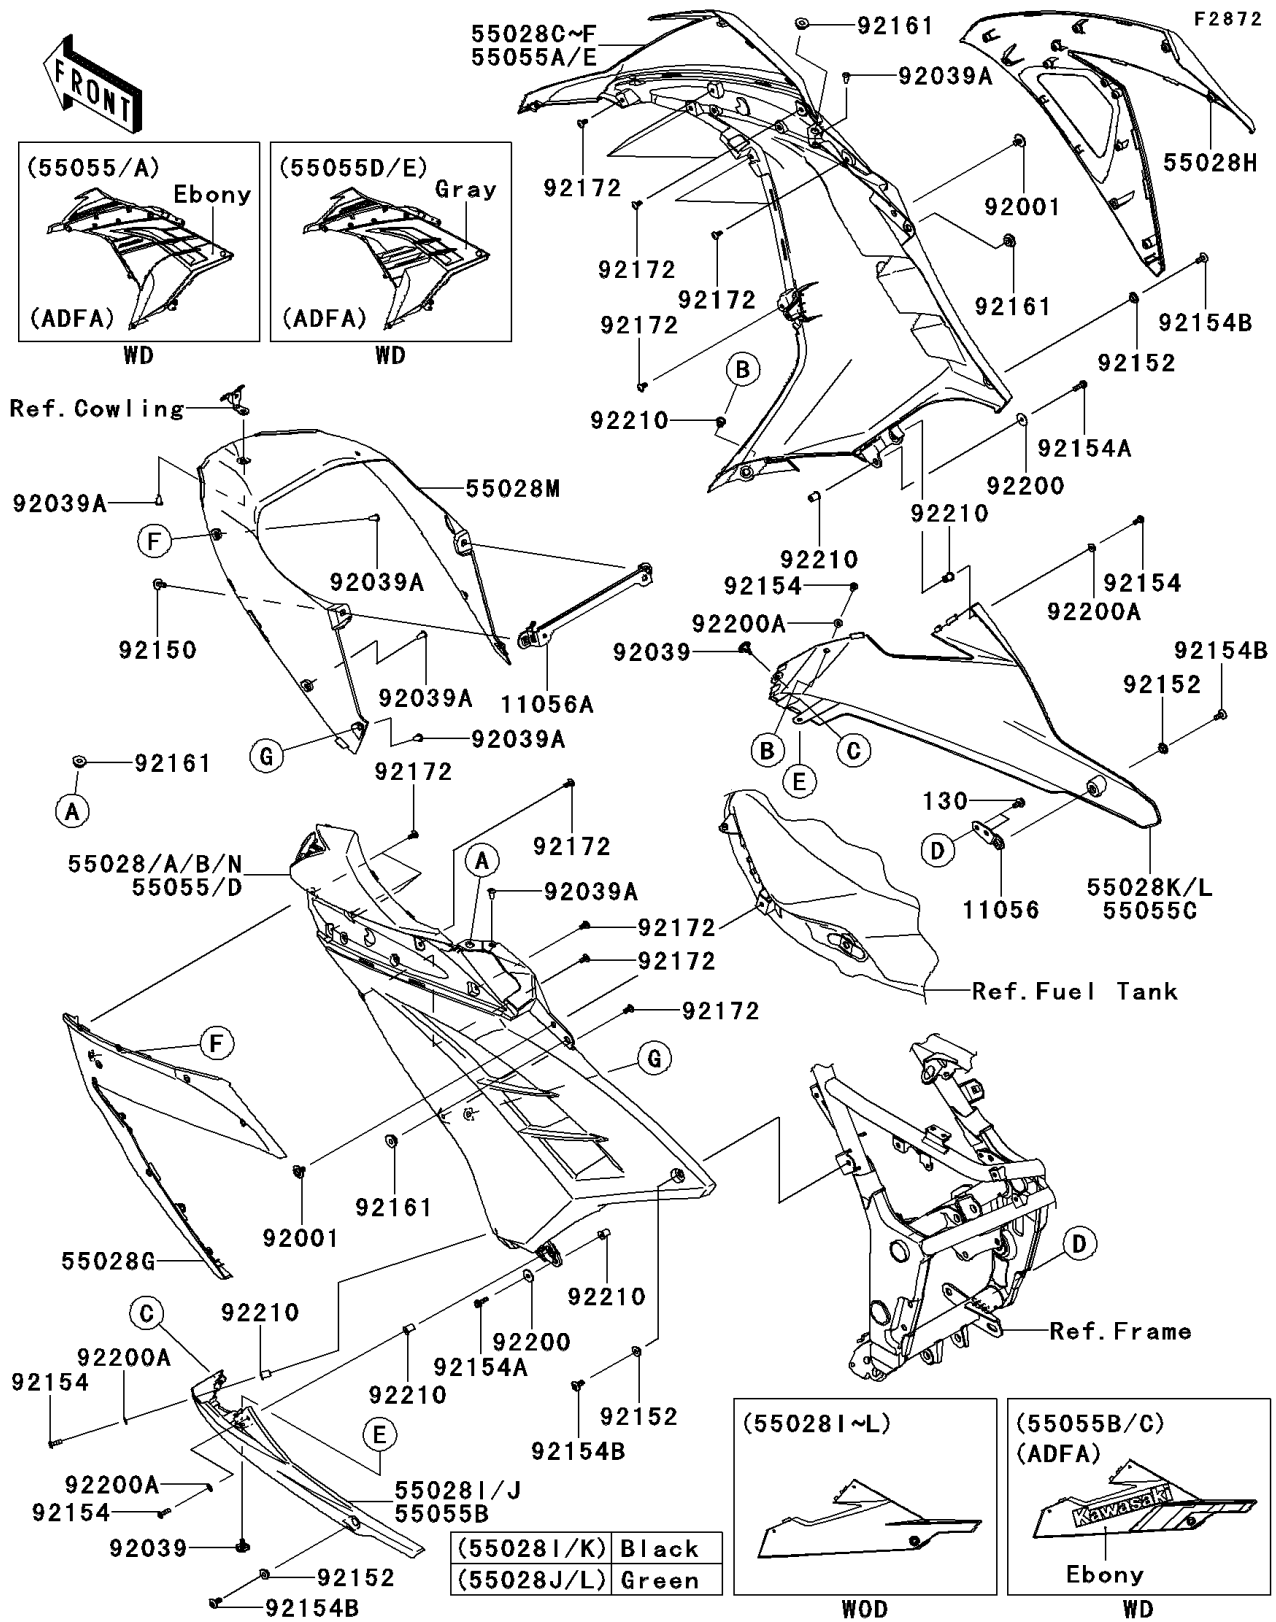 F2872
FRONT
55028C~F
55055A/E
92161
92039A
55028H
(55055/A)
Ebony
(ADFA)
WD
(55055D/E)
Gray
(ADFA)
WD
92172
92001
92172
92172
92161
92172
92154B
92152
B
92210
92154A
92200
Ref.Cowling
92039A
55028M
F
92039A
92210
92210
92154
92154
92200A
92200A
92150
92039
92154B
92039A
11056A
92152
92039A
G
B
C
E
92161
92172
A
130
D
92172
55028/A/B/N
55055/D
A
92039A
55028K/L
55055C
11056
92172
92172
Ref.Fuel Tank
92172
F
G
92161
92001
55028G
D
92210
92210
C
92200
Ref.Frame
92200A
92154A
92154
92210
92152
92154B
E
92200A
55028I/J
55055B
92154
92039
92152
92154B
(55028I/K) Black
(55028J/L) Green
(55028I~L)
WOD
(55055B/C)
(ADFA)
Kawasaki
Ebony
WD